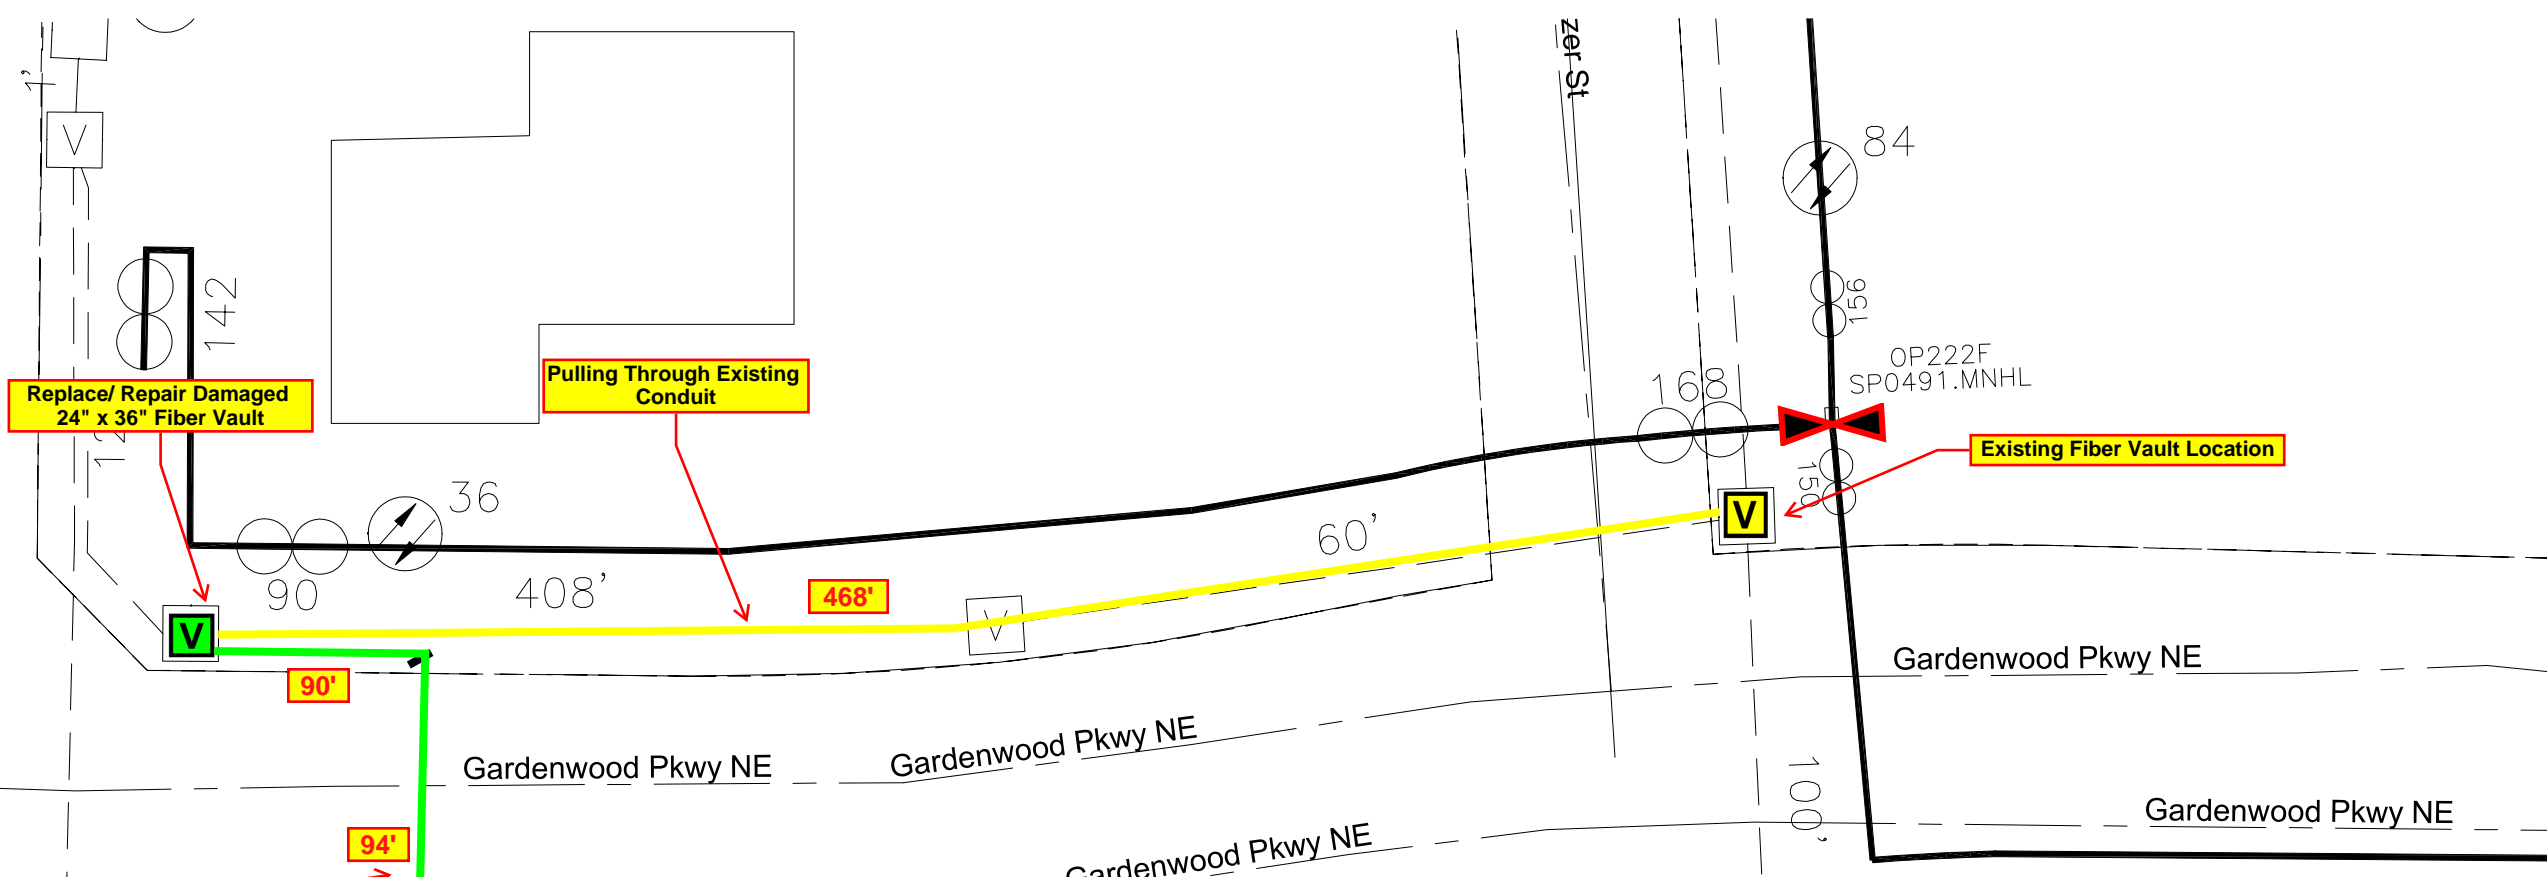 zer St
1'
V
84
142
156
OP222F
SP0491.MNHL
Pulling Through Existing
Conduit
168
Replace/ Repair Damaged
24" x 36" Fiber Vault
Existing Fiber Vault Location
36
150
V
60'
90
408'
468'
V
V
90'
Gardenwood Pkwy NE
Gardenwood Pkwy NE
Gardenwood Pkwy NE
100'
Gardenwood Pkwy NE
94'
Gardenwood Pkwy NE